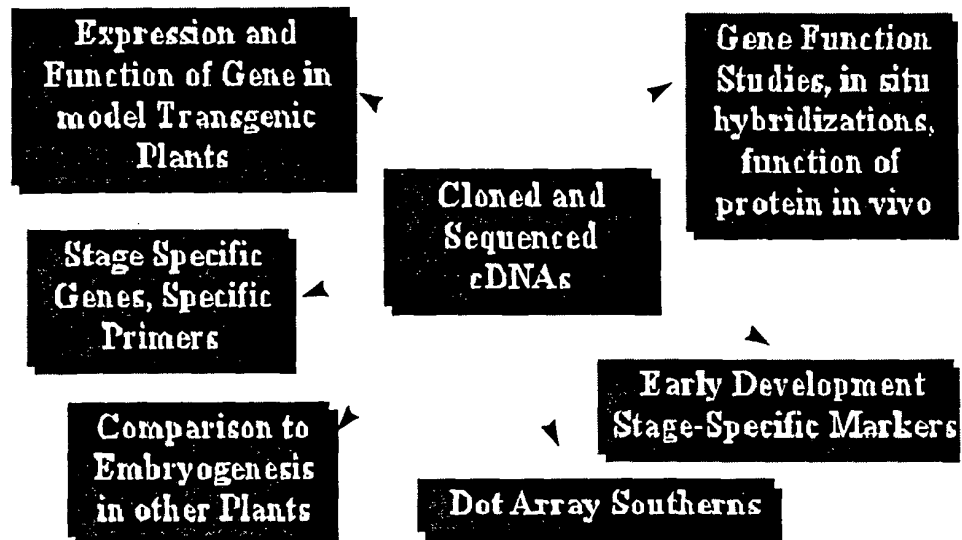 Expression and
Function of Gene in
model Transgenic
Plants
Gene Function
Studies, in situ
hybridizations,
function of
protein in vivo
Cloned and
Sequenced
cDNAs
Stage Specific
Genes, Specific
Primers
Early Development
Stage-Specific Markers
Comparison to
Embryogenesis
in other Plants
Dot Array Southerns